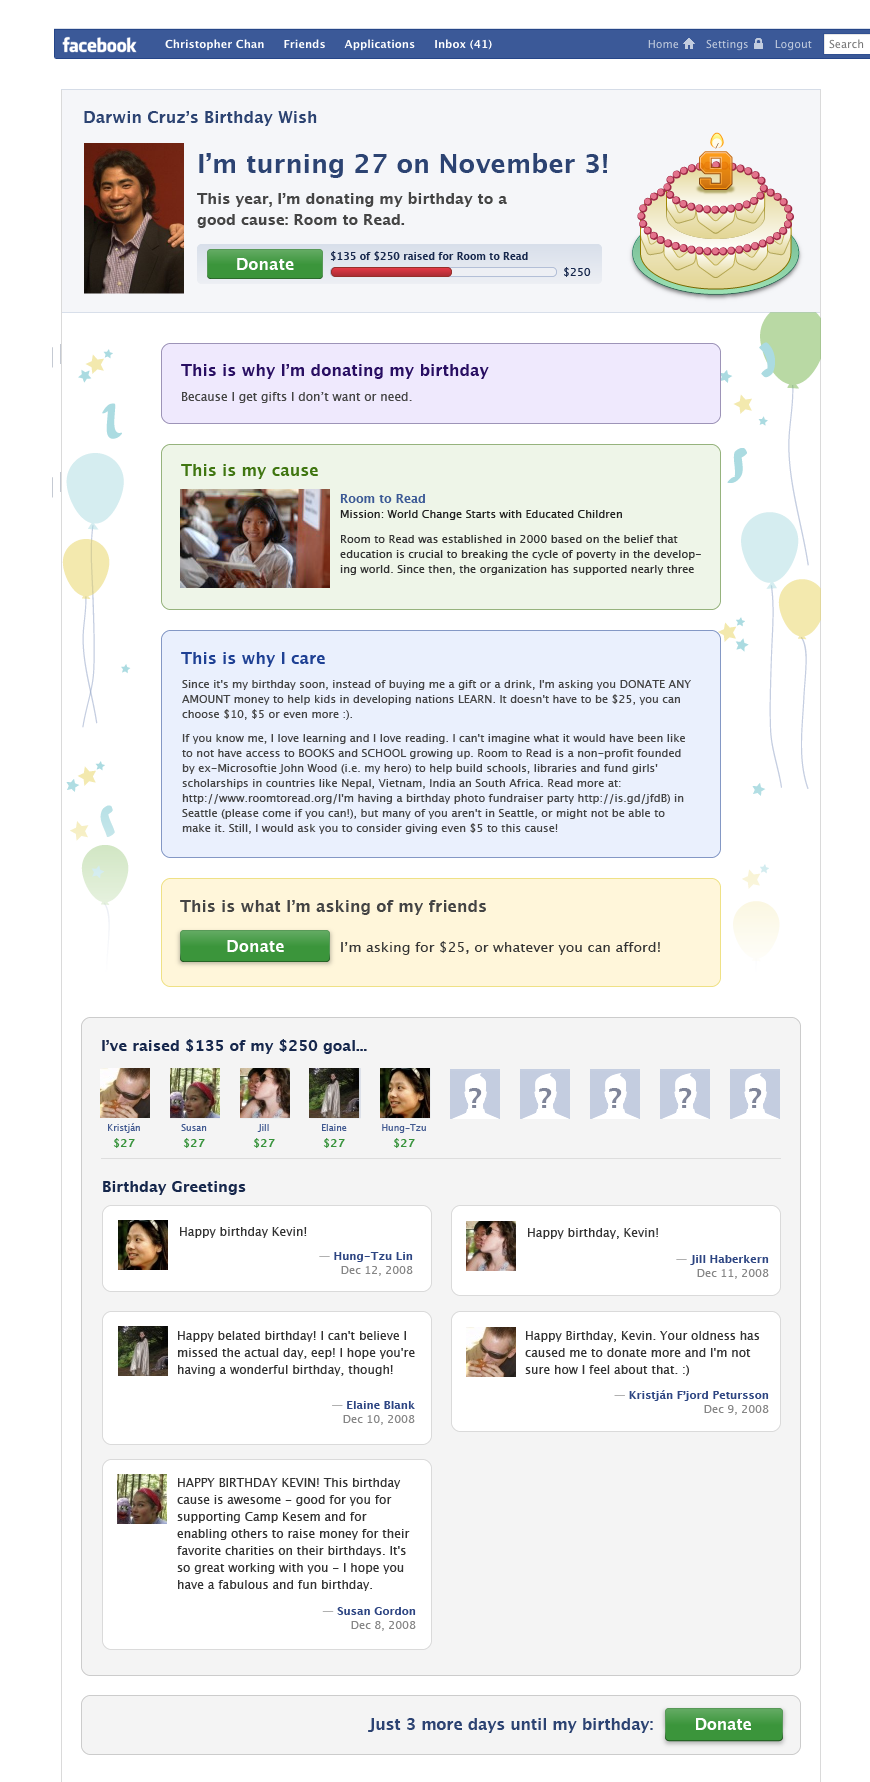 facebook Christopher Chan Friends Applications Inbox (41) Home Settings Logout Search
Darwin Cruz's Birthday Wish
I'm turning 27 on November 3!
This year, I'm donating my birthday to a
good cause: Room to Read.
Donate
$135 of $250 raised for Room to Read
$250
9
This is why I'm donating my birthday
Because I get gifts I don't want or need.
This is my cause
Room to Read
Mission: World Change Starts with Educated Children
Room to Read was established in 2000 based on the belief that
education is crucial to breaking the cycle of poverty in the develop-
ing world. Since then, the organization has supported nearly three
This is why I care
Since it's my birthday soon, instead of buying me a gift or a drink, I'm asking you DONATE ANY
AMOUNT money to help kids in developing nations LEARN. It doesn't have to be $25, you can
choose $10, $5 or even more :).
If you know me, I love learning and I love reading. I can't imagine what it would have been like
to not have access to BOOKS and SCHOOL growing up. Room to Read is a non-profit founded
by ex-Microsoftie John Wood (i.e. my hero) to help build schools, libraries and fund girls'
scholarships in countries like Nepal, Vietnam, India an South Africa. Read more at:
http://www.roomtoread.org/I'm having a birthday photo fundraiser party http://is.gd/jfdB) in
Seattle (please come if you can!), but many of you aren't in Seattle, or might not be able to
make it. Still, I would ask you to consider giving even $5 to this cause!
This is what I'm asking of my friends
Donate
I'm asking for $25, or whatever you can afford!
I've raised $135 of my $250 goal...
? ? ? ? ?
Kristján Susan Jill Elaine Hung-Tzu
$27 $27 $27 $27 $27
Birthday Greetings
Happy birthday Kevin!
— Hung-Tzu Lin
Dec 12, 2008
Happy birthday, Kevin!
— Jill Haberkern
Dec 11, 2008
Happy belated birthday! I can't believe I
missed the actual day, eep! I hope you're
having a wonderful birthday, though!
— Elaine Blank
Dec 10, 2008
Happy Birthday, Kevin. Your oldness has
caused me to donate more and I'm not
sure how I feel about that. :)
— Kristján F'jord Petursson
Dec 9, 2008
HAPPY BIRTHDAY KEVIN! This birthday
cause is awesome - good for you for
supporting Camp Kesem and for
enabling others to raise money for their
favorite charities on their birthdays. It's
so great working with you - I hope you
have a fabulous and fun birthday.
— Susan Gordon
Dec 8, 2008
Just 3 more days until my birthday:
Donate